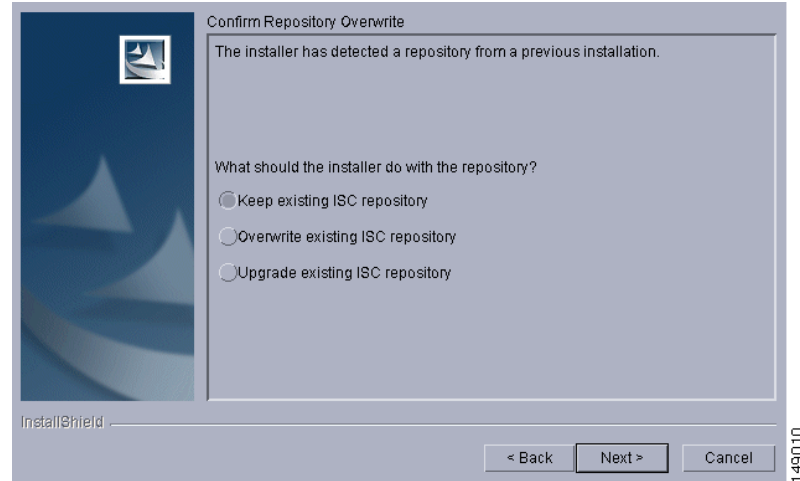 Confirm Repository Overwrite
The installer has detected a repository from a previous installation.
What should the installer do with the repository?
Keep existing ISC repository
Overwrite existing ISC repository
Upgrade existing ISC repository
InstallShield
< Back
Next >
Cancel
149010